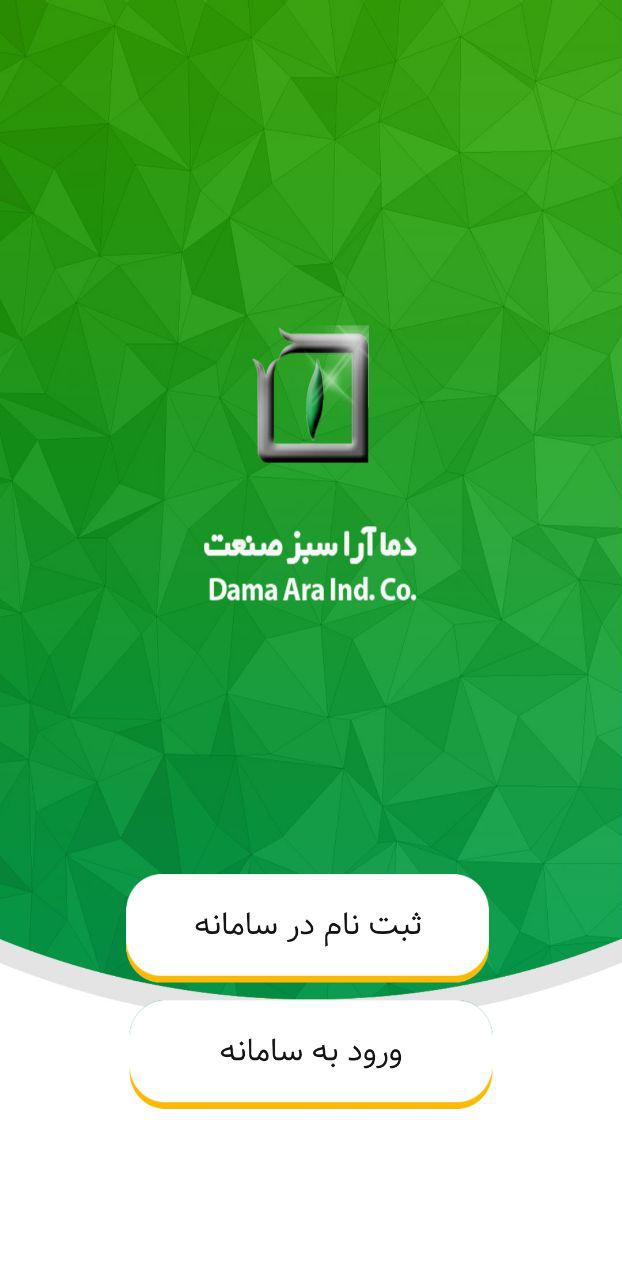 دما آرا سبز صنعت
Dama Ara Ind. Co.
ثبت نام در سامانه
ورود به سامانه